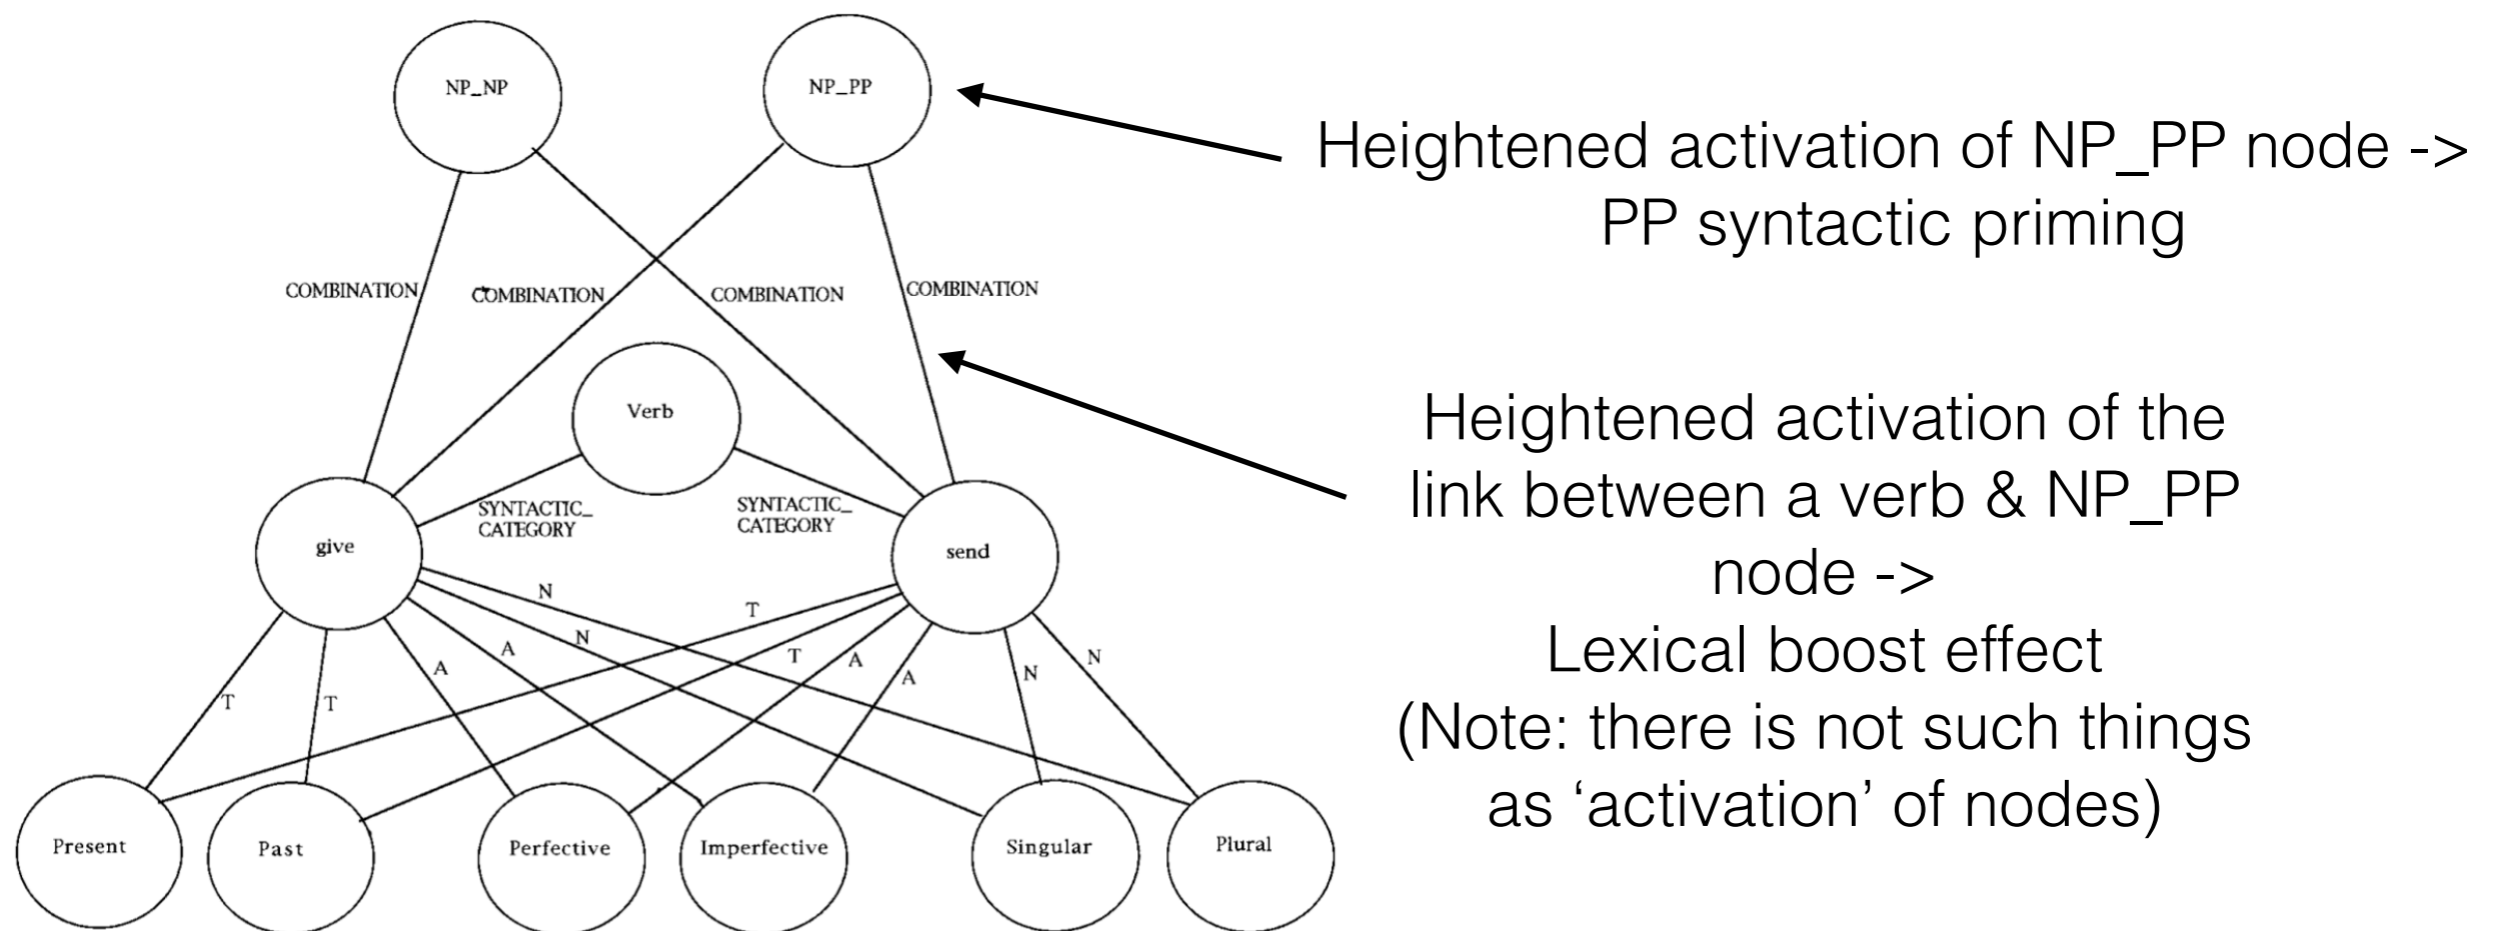 NP_NP
NP_PP
Heightened activation of NP_PP node ->
PP syntactic priming
COMBINATION
COMBINATION
COMBINATION
COMBINATION
Verb
Heightened activation of the
link between a verb & NP_PP
node ->
Lexical boost effect
(Note: there is not such things
as ‘activation’ of nodes)
SYNTACTIC_
CATEGORY
SYNTACTIC_
CATEGORY
give
send
N
T
N
A
T
A
N
N
A
A
T
T
Present
Past
Perfective
Imperfective
Singular
Plural